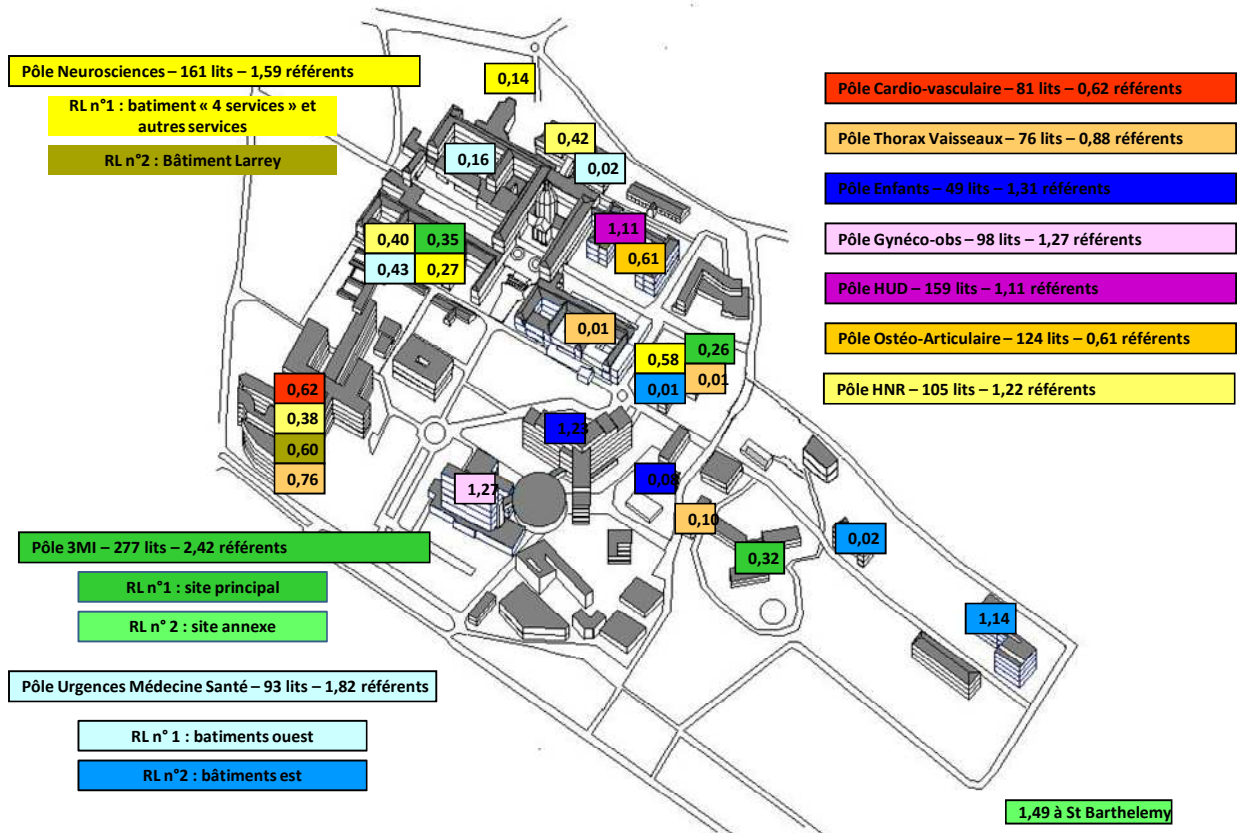 Pôle Neurosciences – 161 lits – 1,59 référents
RL n°1 : batiment « 4 services » et
autres services
RL n°2 : Bâtiment Larrey
0,14
0,42
0,16
0,02
1,11
0,61
0,40
0,35
0,43
0,27
0,01
0,58
0,26
0,01
0,01
0,62
0,38
0,60
0,76
1,23
1,27
0,08
0,10
0,32
0,02
1,14
Pôle Cardio-vasculaire – 81 lits – 0,62 référents
Pôle Thorax Vaisseaux – 76 lits – 0,88 référents
Pôle Enfants – 49 lits – 1,31 référents
Pôle Gynéco-obs – 98 lits – 1,27 référents
Pôle HUD – 159 lits – 1,11 référents
Pôle Ostéo-Articulaire – 124 lits – 0,61 référents
Pôle HNR – 105 lits – 1,22 référents
Pôle 3MI – 277 lits – 2,42 référents
RL n°1 : site principal
RL n° 2 : site annexe
Pôle Urgences Médecine Santé – 93 lits – 1,82 référents
RL n° 1 : batiments ouest
RL n°2 : bâtiments est
1,49 à St Barthelemy